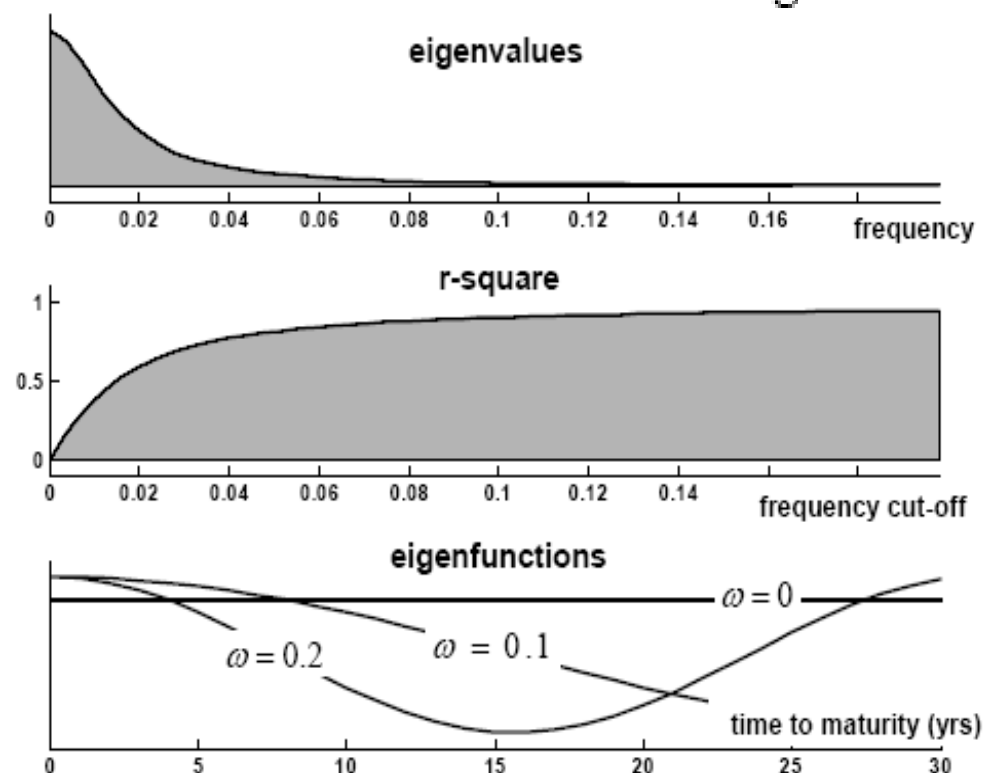 eigenvalues
0 0.02 0.04 0.06 0.08 0.1 0.12 0.14 0.16
frequency
r-square
1
0.5
0
0 0.02 0.04 0.06 0.08 0.1 0.12 0.14
frequency cut-off
eigenfunctions
ω = 0
ω = 0.1
ω = 0.2
time to maturity (yrs)
0 5 10 15 20 25 30